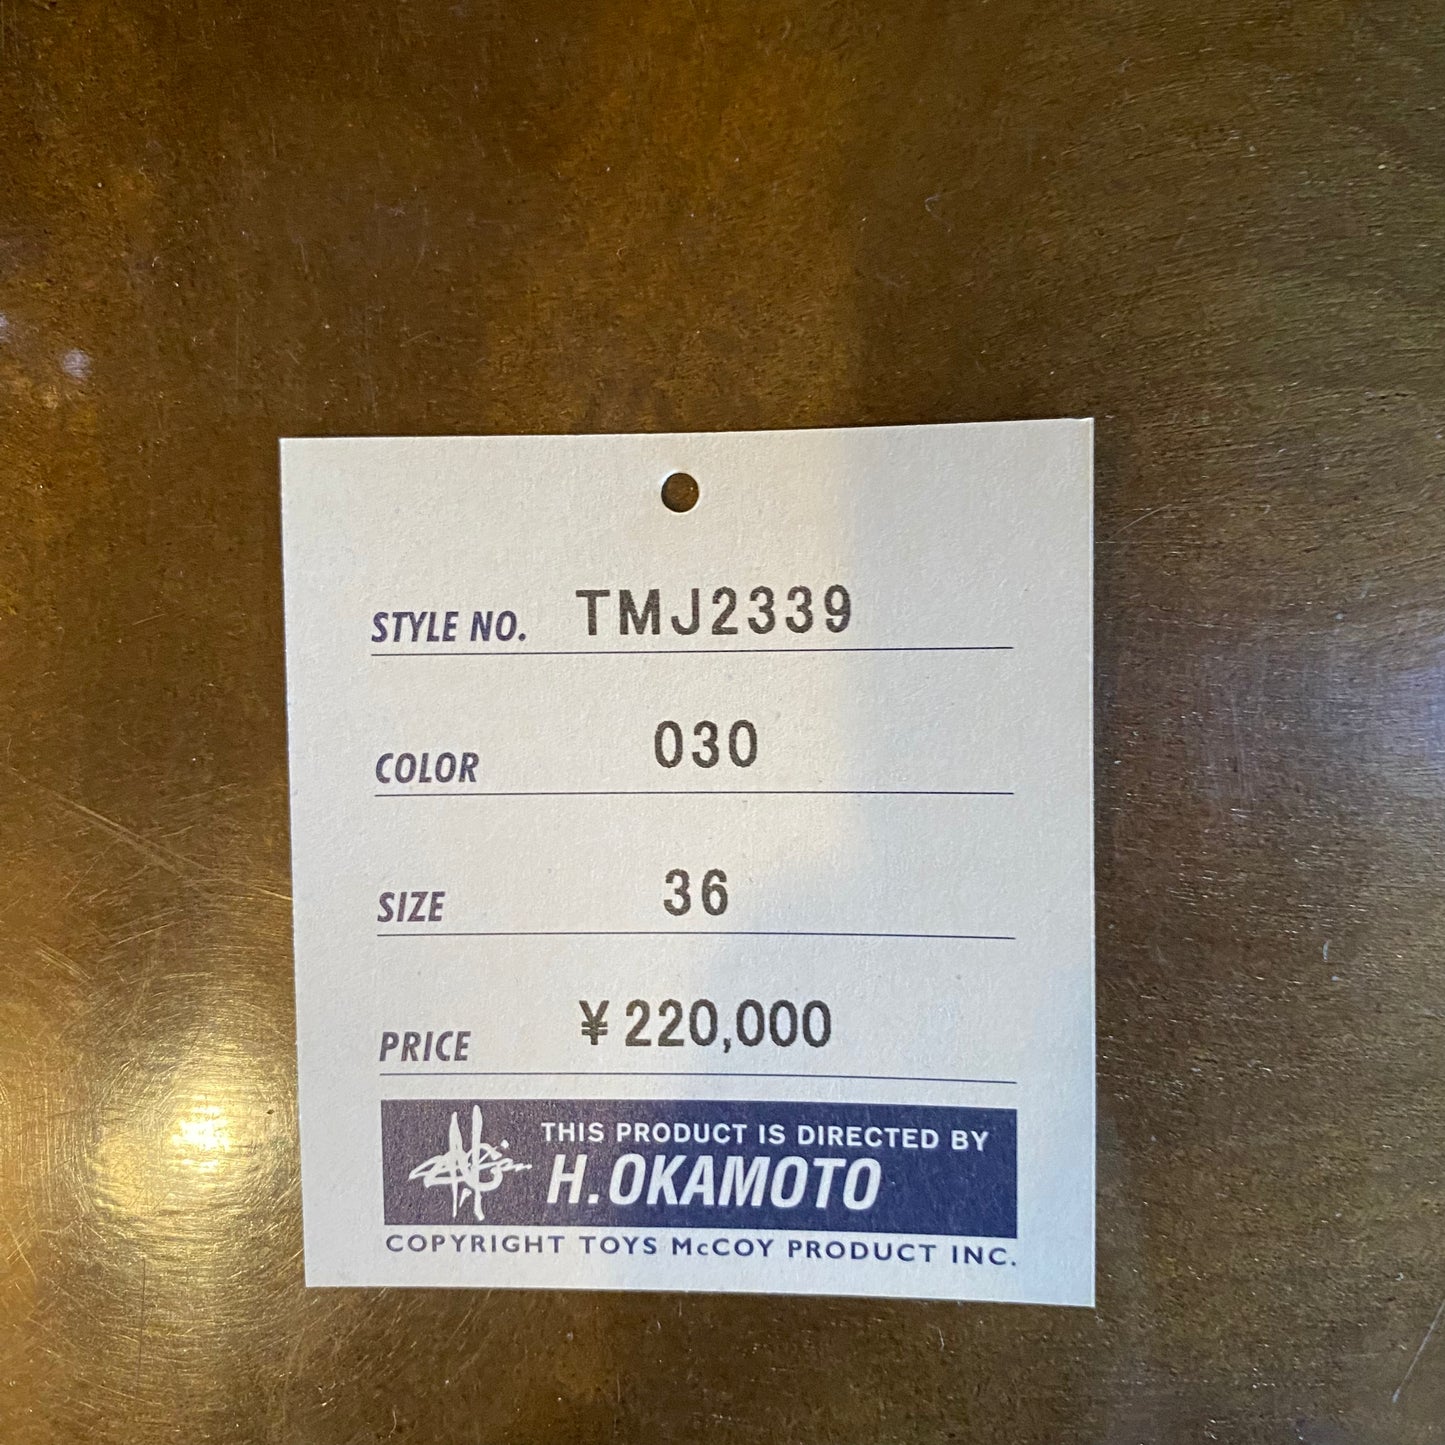 STYLE NO. TMJ2339
COLOR 030
SIZE 36
PRICE ¥220,000
THIS PRODUCT IS DIRECTED BY
H.OKAMOTO
COPYRIGHT TOYS McCOY PRODUCT INC.